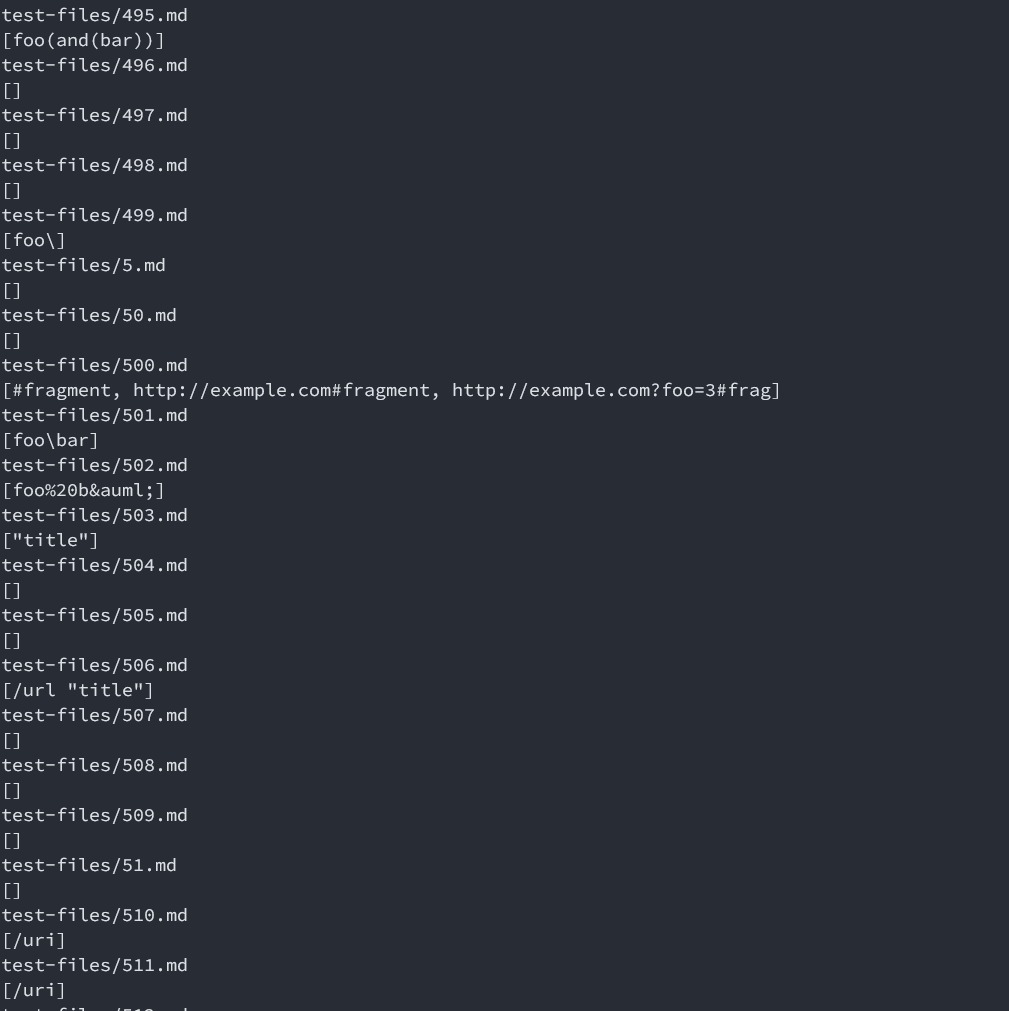 test-files/495.md
[foo(and(bar))]
test-files/496.md
[]
test-files/497.md
[]
test-files/498.md
[]
test-files/499.md
[foo\]
test-files/5.md
[]
test-files/50.md
[]
test-files/500.md
[#fragment, http://example.com#fragment, http://example.com?foo=3#frag]
test-files/501.md
[foo\bar]
test-files/502.md
[foo%20b&auml;]
test-files/503.md
["title"]
test-files/504.md
[]
test-files/505.md
[]
test-files/506.md
[/url "title"]
test-files/507.md
[]
test-files/508.md
[]
test-files/509.md
[]
test-files/51.md
[]
test-files/510.md
[/uri]
test-files/511.md
[/uri]